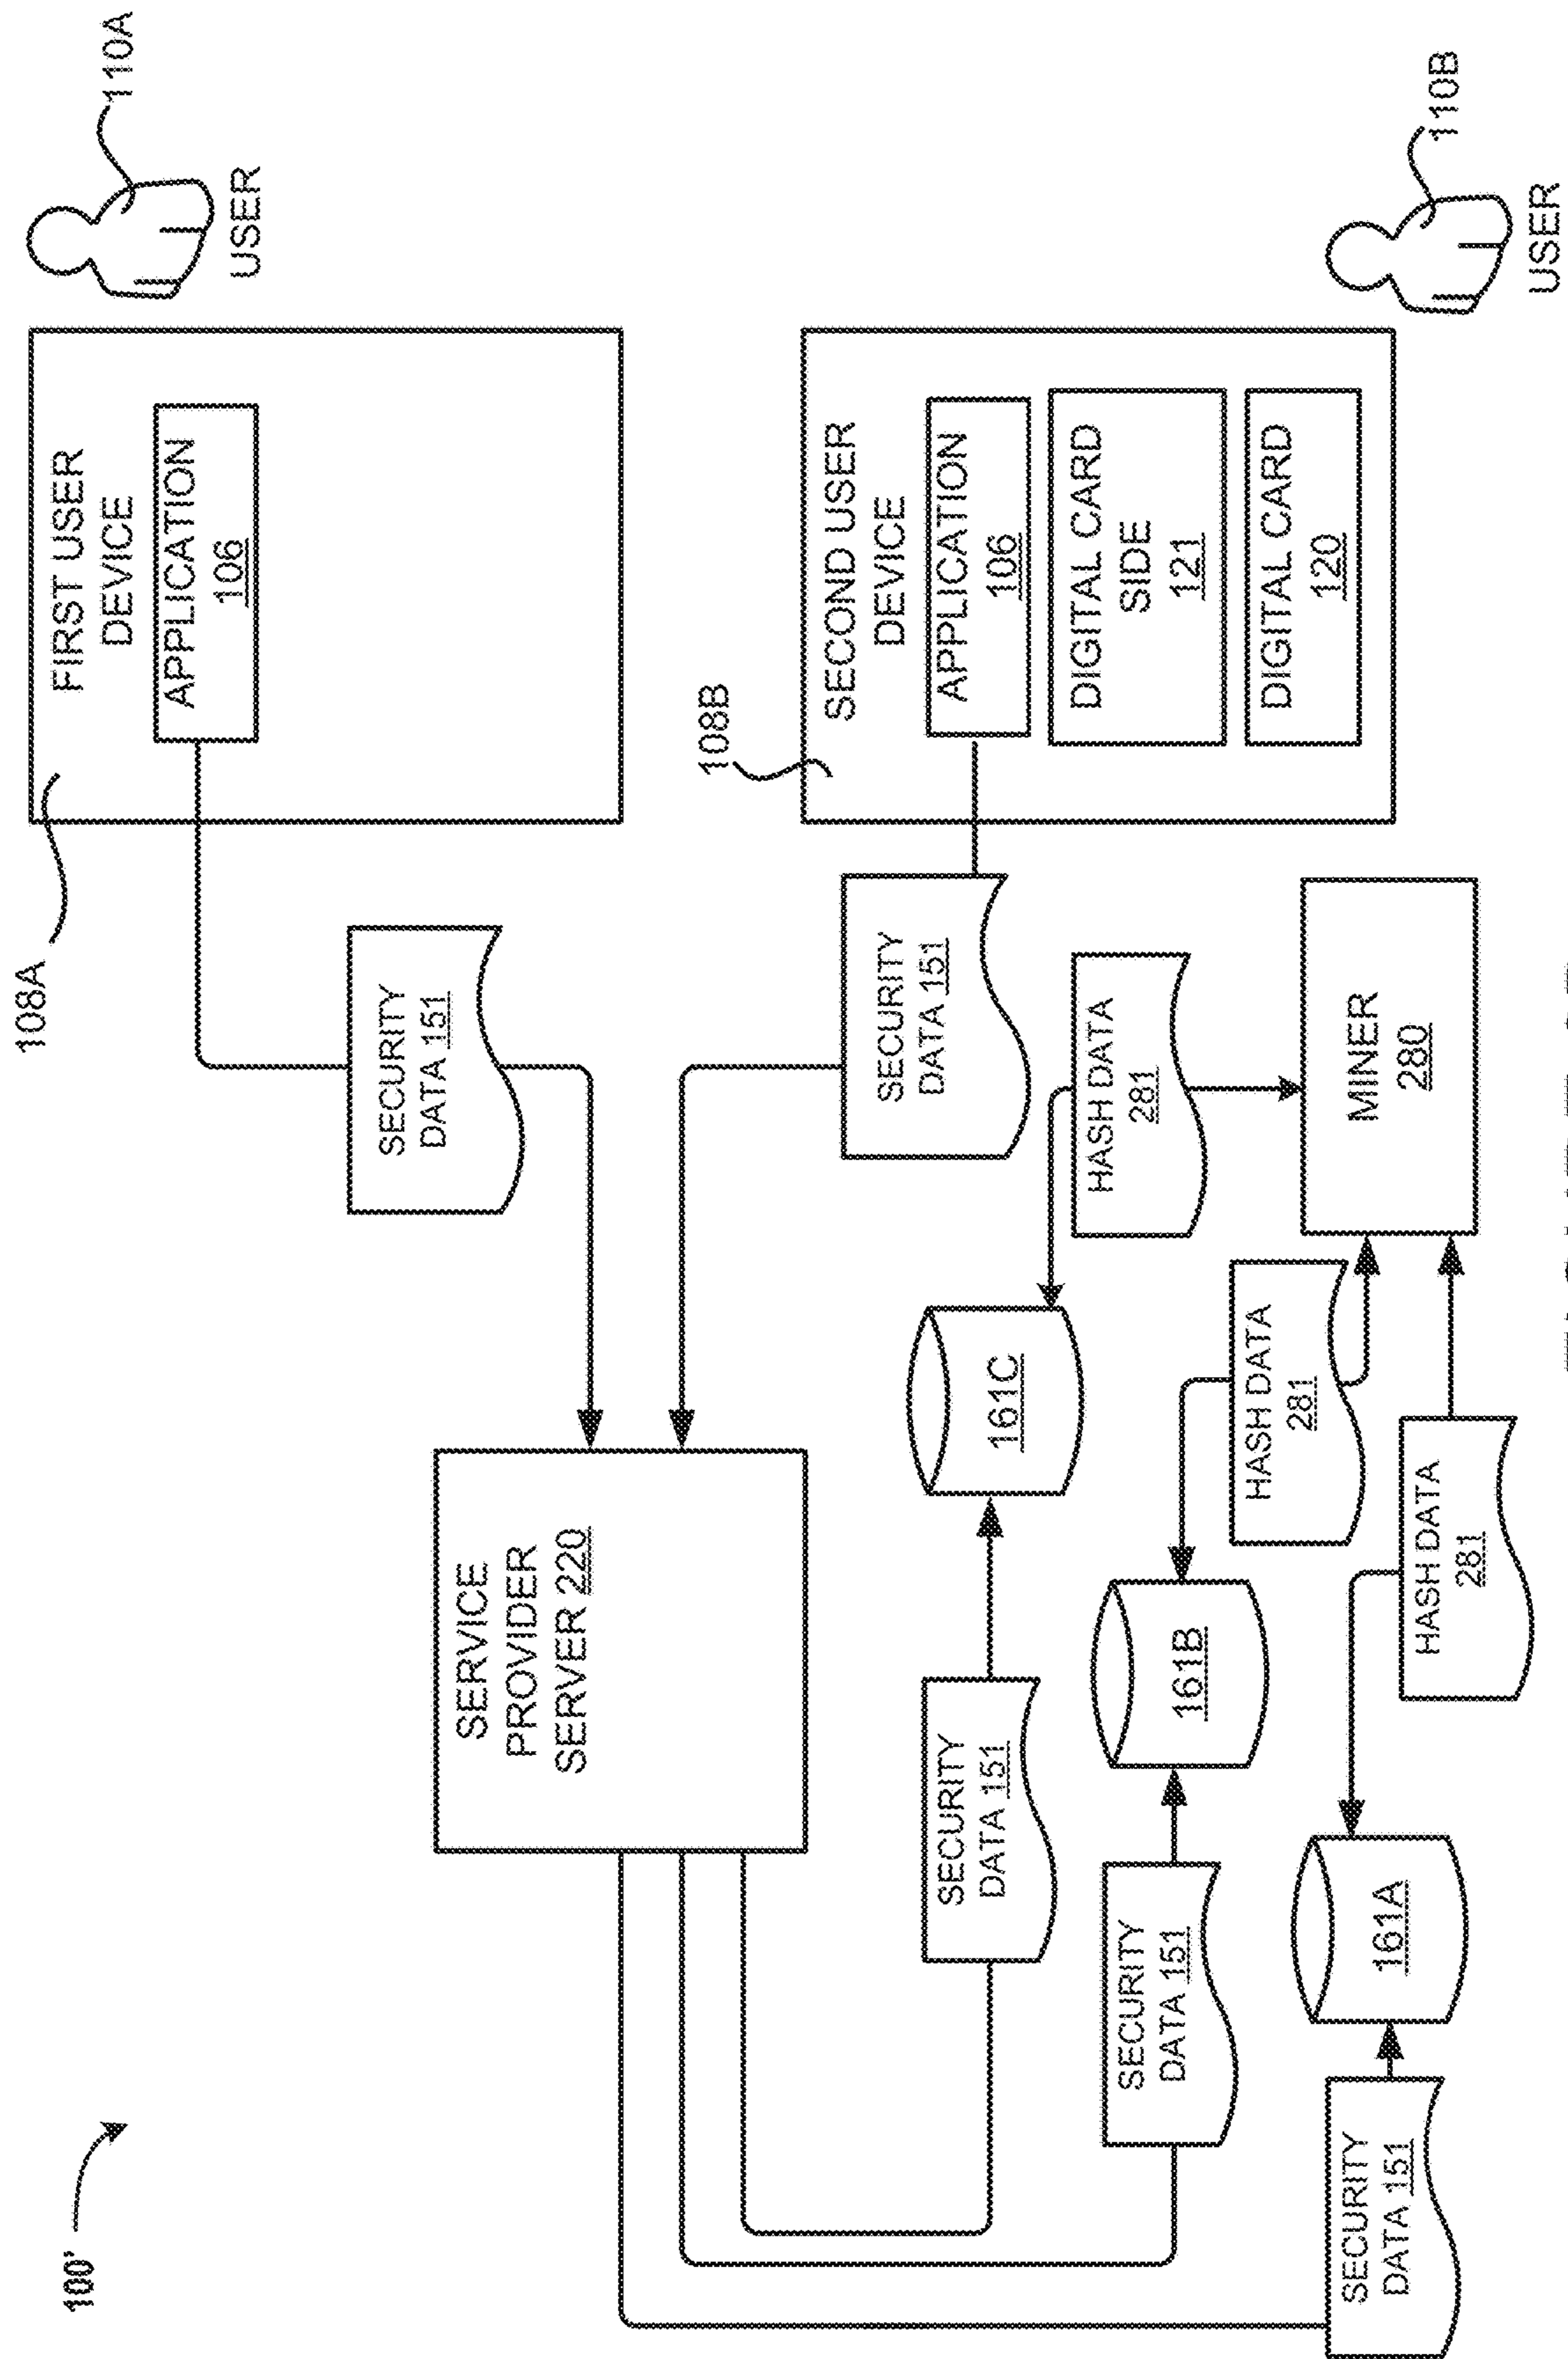 100'
108A
FIRST USER
DEVICE
APPLICATION
106
110A
USER
SECURITY
DATA 151
SERVICE
PROVIDER
SERVER 220
108B
SECOND USER
DEVICE
APPLICATION
106
DIGITAL CARD
SIDE
121
DIGITAL CARD
120
110B
USER
SECURITY
DATA 151
SECURITY
DATA 151
161C
HASH DATA
281
SECURITY
DATA 151
161B
HASH DATA
281
MINER
280
SECURITY
DATA 151
161A
HASH DATA
281